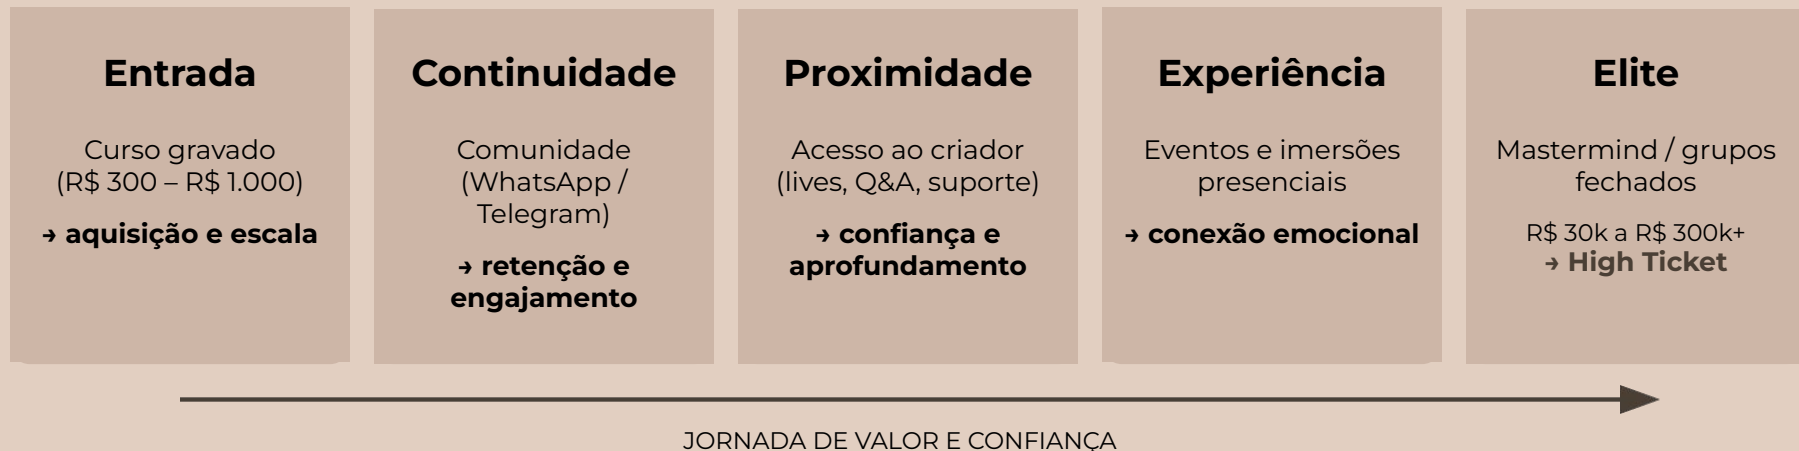 Entrada
Curso gravado
(R$ 300 – R$ 1.000)
→ aquisição e escala
Continuidade
Comunidade
(WhatsApp /
Telegram)
→ retenção e
engajamento
Proximidade
Acesso ao criador
(lives, Q&A, suporte)
→ confiança e
aprofundamento
Experiência
Eventos e imersões
presenciais
→ conexão emocional
Elite
Mastermind / grupos
fechados
R$ 30k a R$ 300k+
→ High Ticket
JORNADA DE VALOR E CONFIANÇA